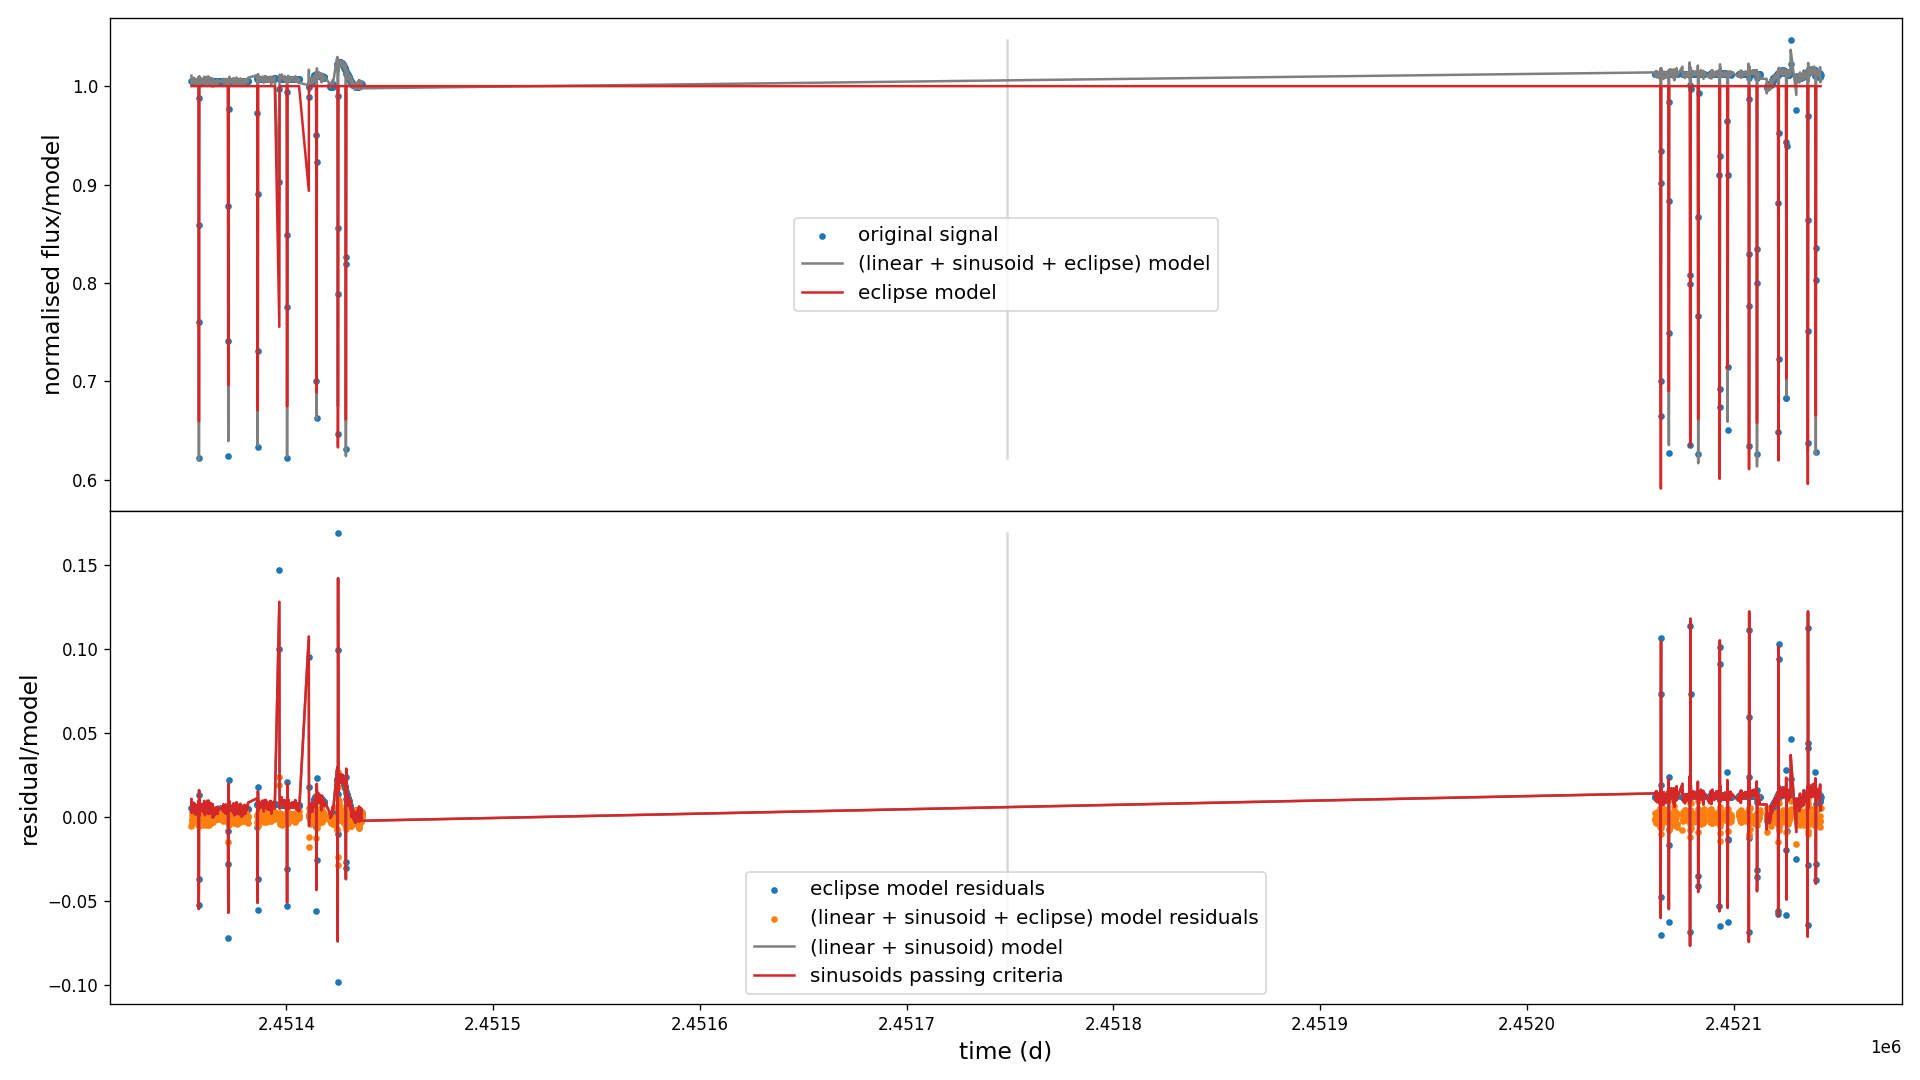 normalised flux/model
1.0
0.9
0.8
0.7
0.6
original signal
(linear + sinusoid + eclipse) model
eclipse model
residual/model
0.15
0.10
0.05
0.00
−0.05
−0.10
eclipse model residuals
(linear + sinusoid + eclipse) model residuals
(linear + sinusoid) model
sinusoids passing criteria
2.4514 2.4515 2.4516 2.4517 2.4518 2.4519 2.4520 2.4521
time (d)
1e6